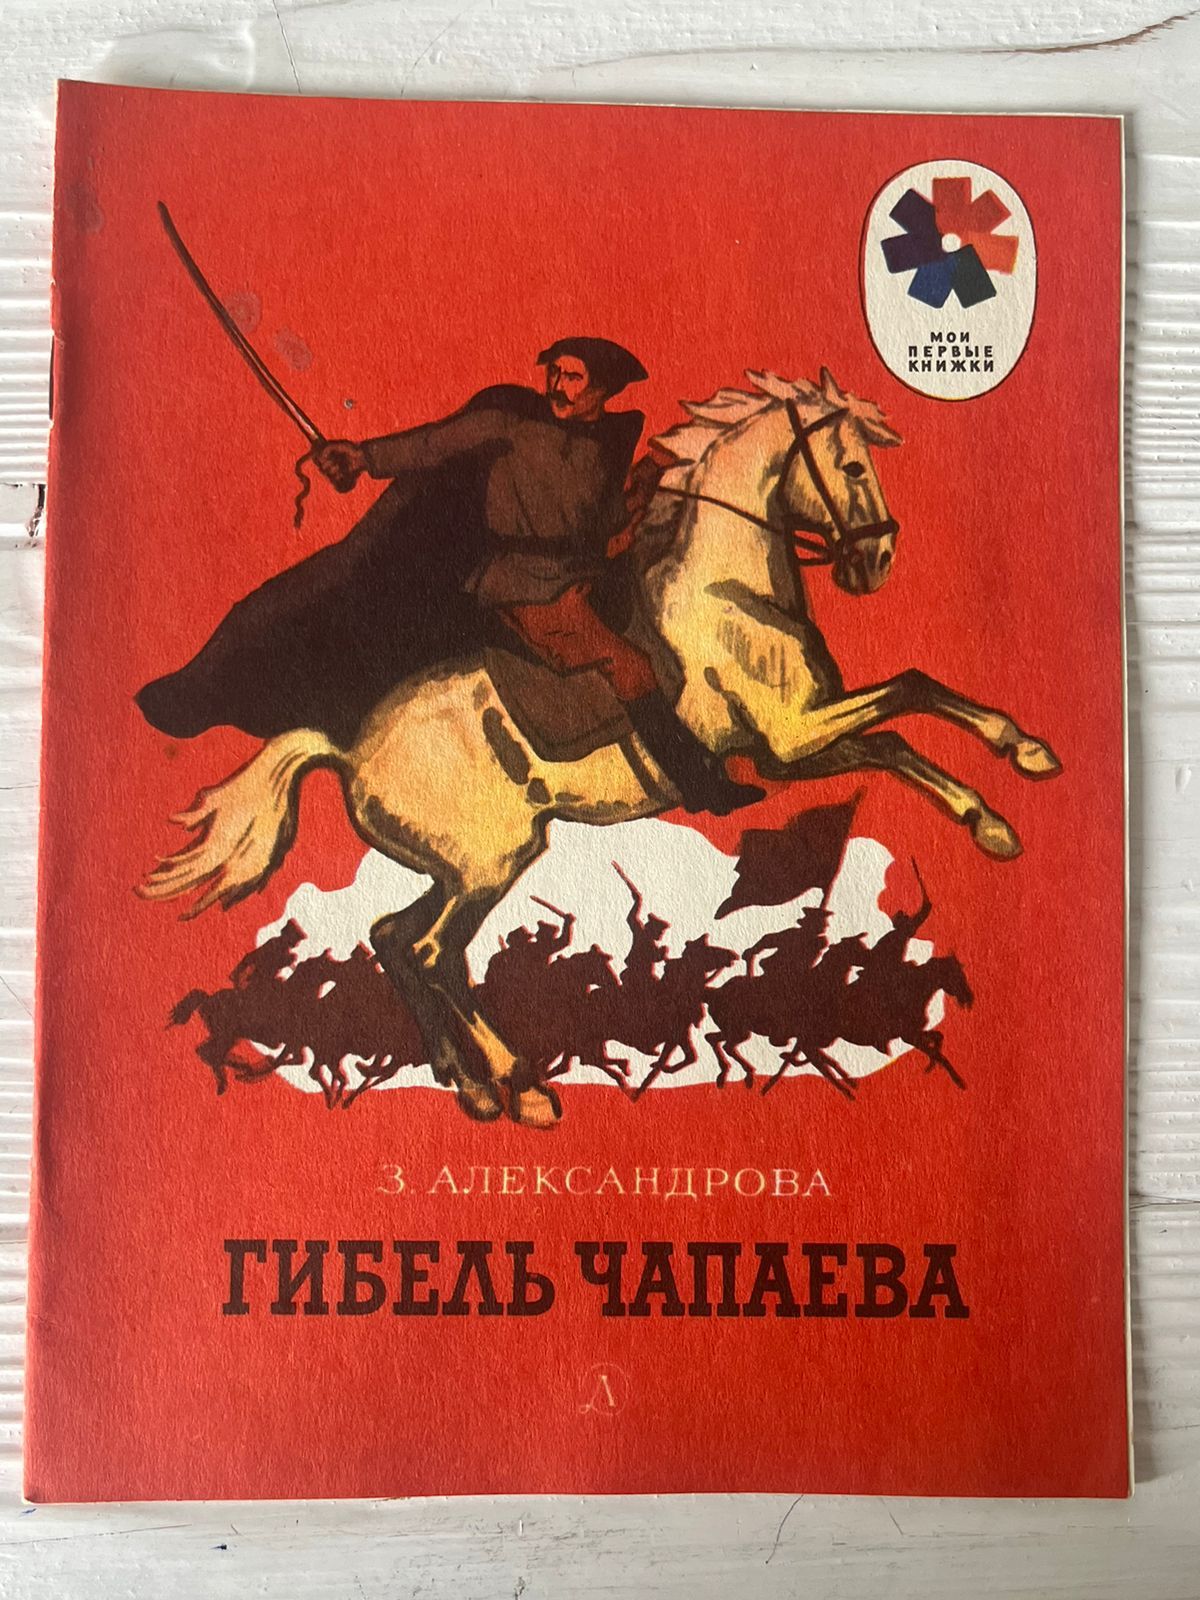 МОИ
ПЕРВЫЕ
КНИЖКИ
З. АЛЕКСАНДРОВА
ГИБЕЛЬ ЧАПАЕВА
Д